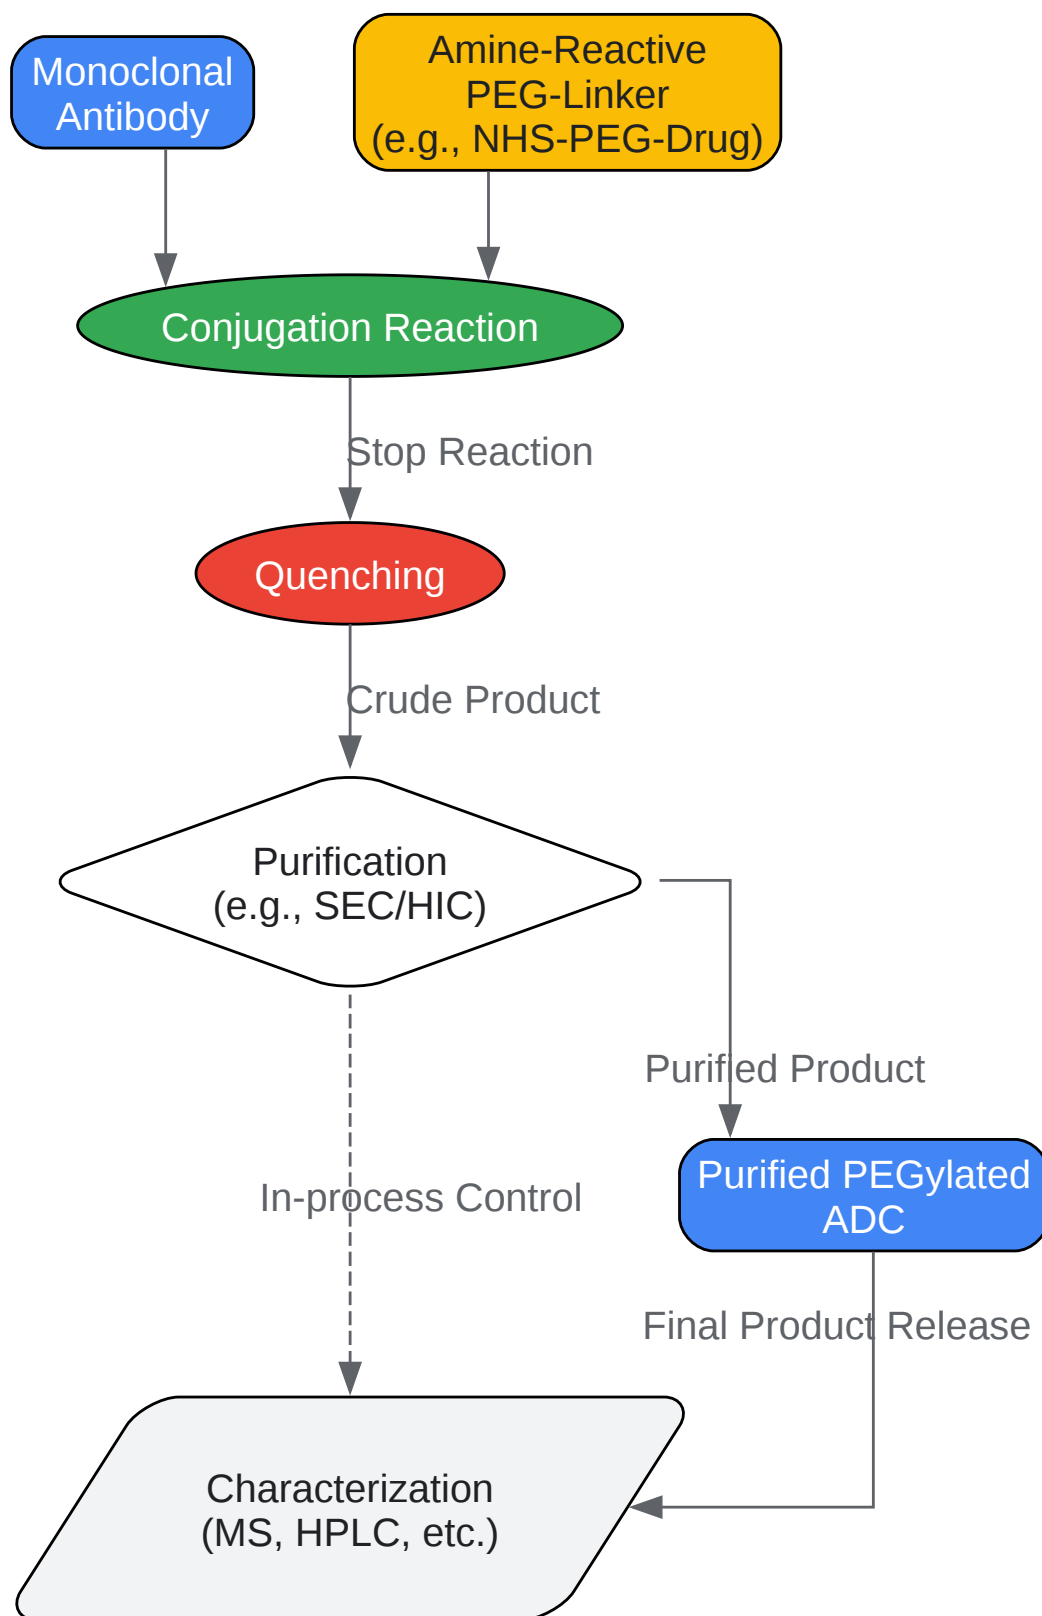 Monoclonal
Antibody
Amine-Reactive
PEG-Linker
(e.g., NHS-PEG-Drug)
Conjugation Reaction
Stop Reaction
Quenching
Crude Product
Purification
(e.g., SEC/HIC)
Purified Product
Purified PEGylated
ADC
In-process Control
Final Product Release
Characterization
(MS, HPLC, etc.)